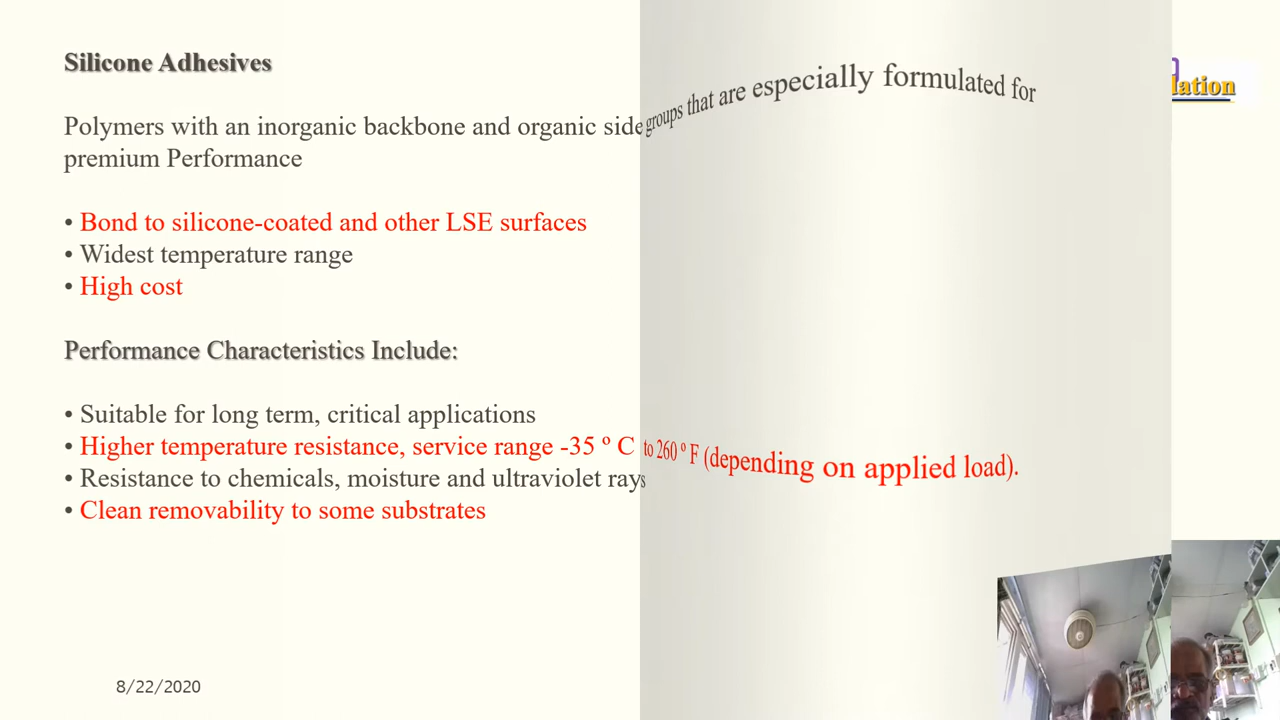 Silicone Adhesives
lation
Polymers with an inorganic backbone and organic side groups that are especially formulated for
premium Performance
• Bond to silicone-coated and other LSE surfaces
• Widest temperature range
• High cost
Performance Characteristics Include:
• Suitable for long term, critical applications
• Higher temperature resistance, service range -35 º C to 260 º F (depending on applied load).
• Resistance to chemicals, moisture and ultraviolet rays
• Clean removability to some substrates
8/22/2020